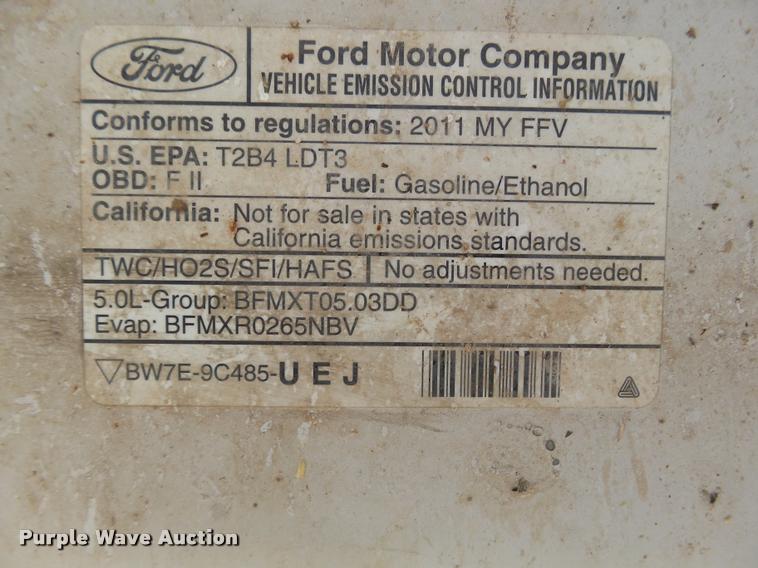 Ford
Ford Motor Company
VEHICLE EMISSION CONTROL INFORMATION
Conforms to regulations: 2011 MY FFV
U.S. EPA: T2B4 LDT3
OBD: F II Fuel: Gasoline/Ethanol
California: Not for sale in states with
California emissions standards.
TWC/HO2S/SFI/HAFS No adjustments needed.
5.0L-Group: BFMXT05.03DD
Evap: BFMXR0265NBV
BW7E-9C485-UEJ
Purple Wave Auction